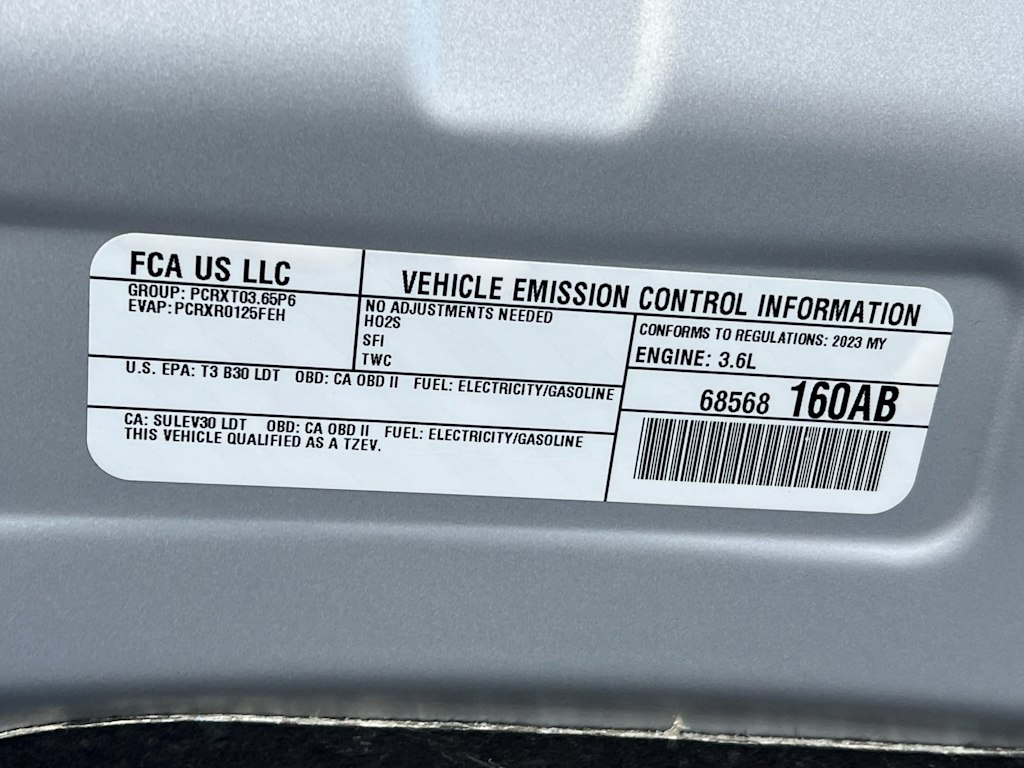 FCA US LLC
GROUP: PCRXT03.65P6
EVAP: PCRXR0125FEH
VEHICLE EMISSION CONTROL INFORMATION
NO ADJUSTMENTS NEEDED
HO2S
SFI
TWC
CONFORMS TO REGULATIONS: 2023 MY
ENGINE: 3.6L
U.S. EPA: T3 B30 LDT OBD: CA OBD II FUEL: ELECTRICITY/GASOLINE
68568 160AB
CA: SULEV30 LDT OBD: CA OBD II FUEL: ELECTRICITY/GASOLINE
THIS VEHICLE QUALIFIED AS A TZEV.